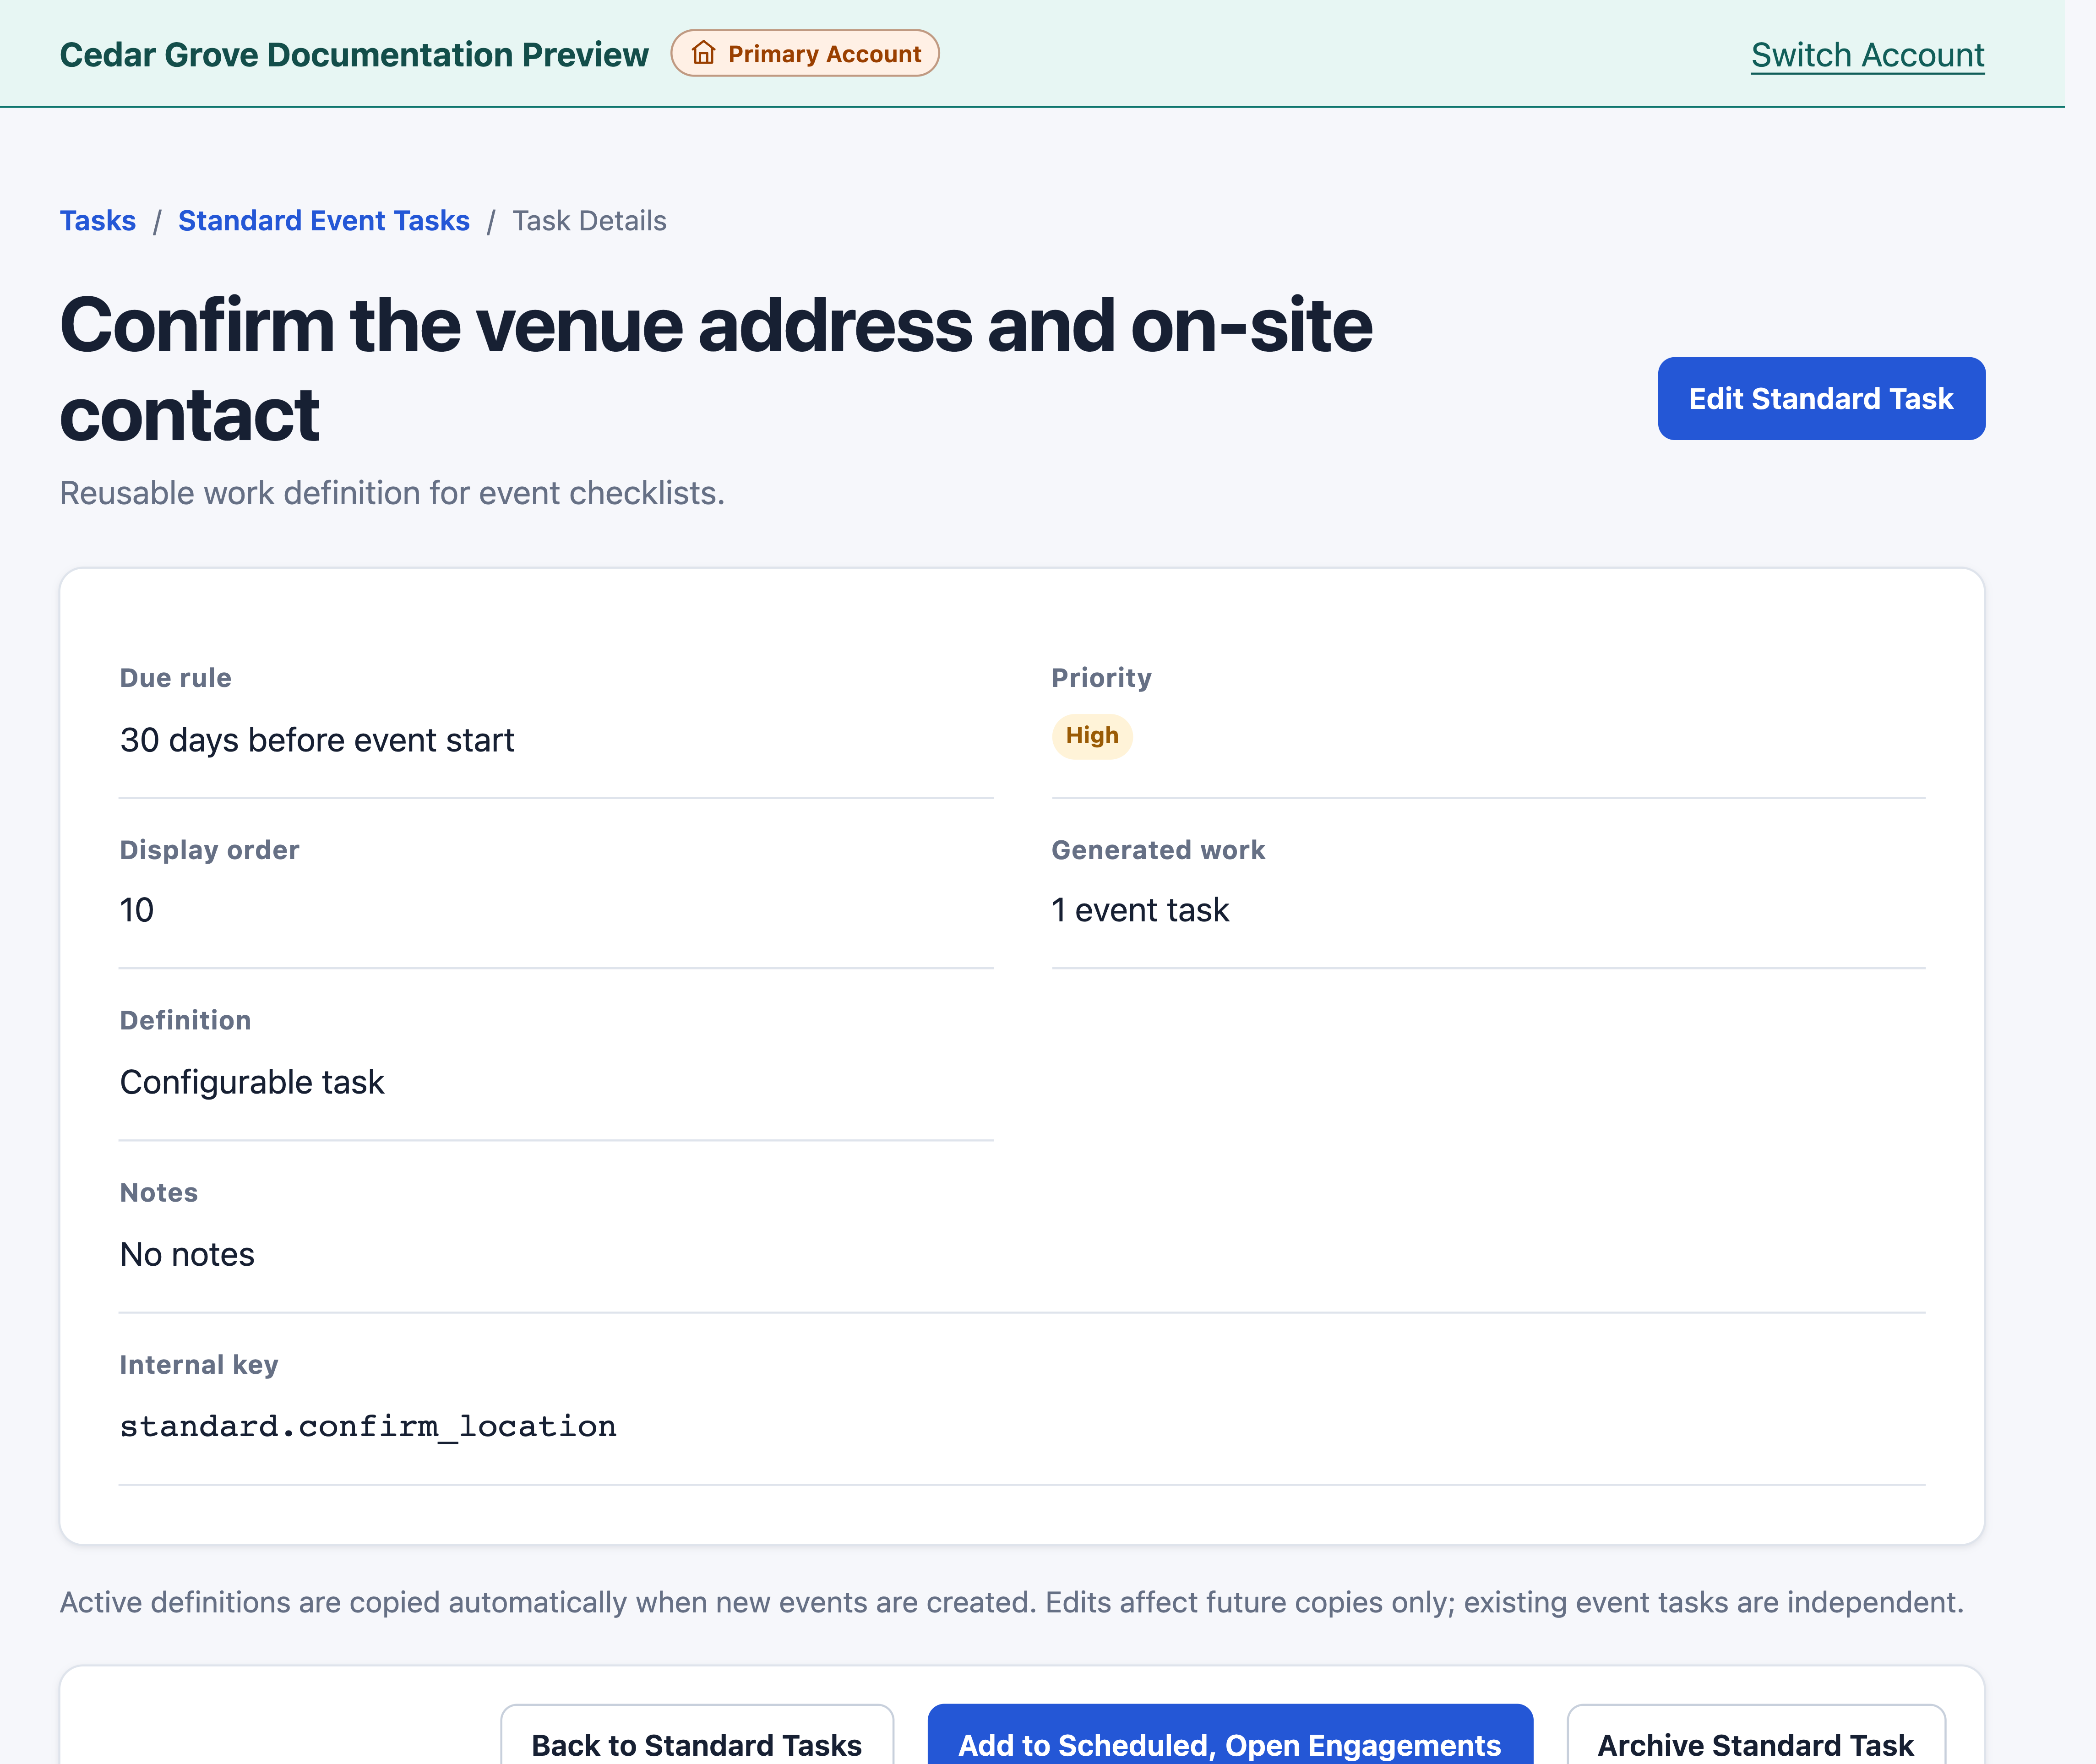 Cedar Grove Documentation Preview
Primary Account
Switch Account
Tasks / Standard Event Tasks / Task Details
Confirm the venue address and on-site
contact
Edit Standard Task
Reusable work definition for event checklists.
Due rule
30 days before event start
Priority
High
Display order
10
Generated work
1 event task
Definition
Configurable task
Notes
No notes
Internal key
standard.confirm_location
Active definitions are copied automatically when new events are created. Edits affect future copies only; existing event tasks are independent.
Back to Standard Tasks
Add to Scheduled, Open Engagements
Archive Standard Task